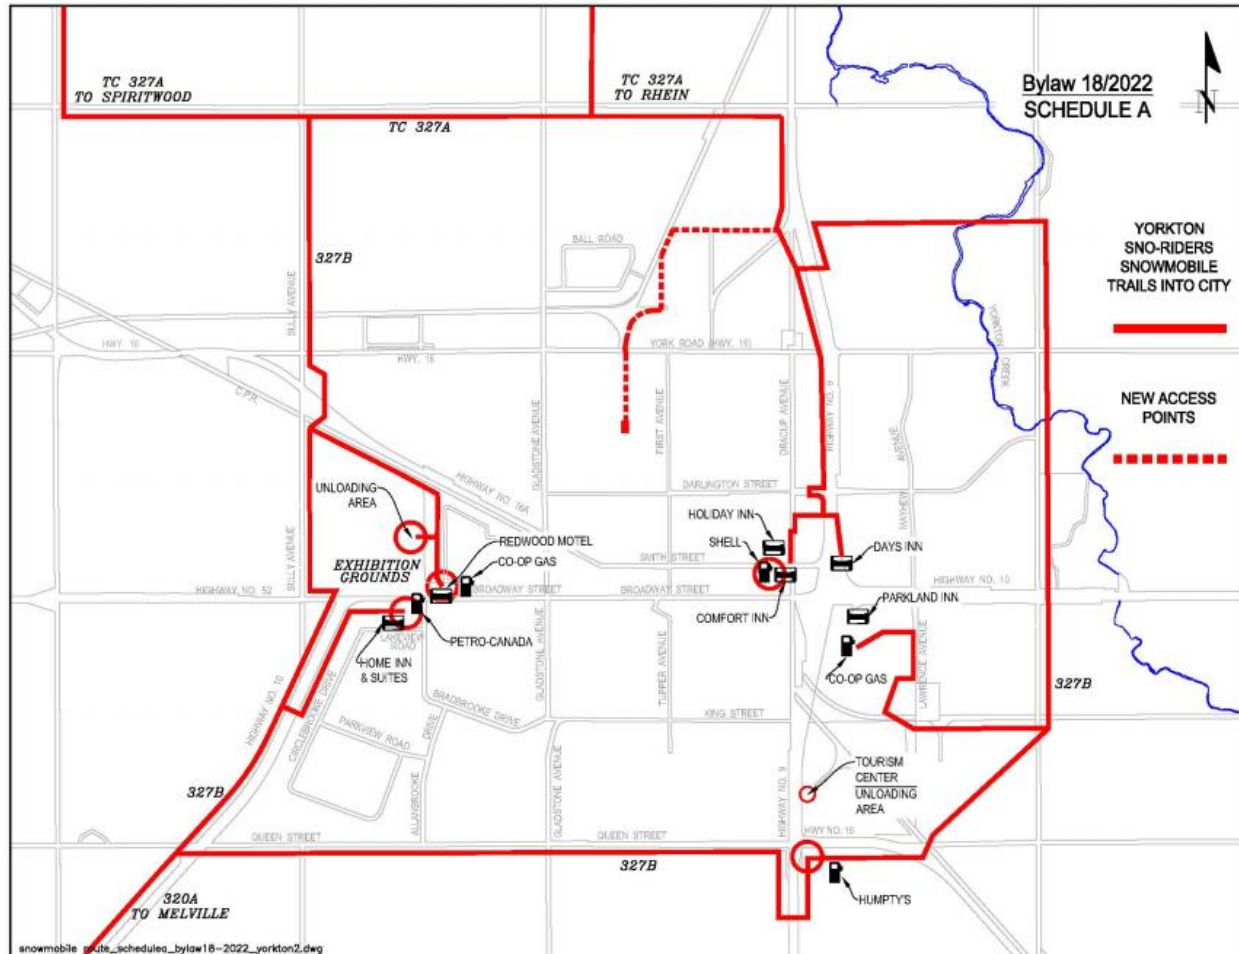 TC 327A
TO SPIRITWOOD
TC 327A
TO RHEIN
Bylaw 18/2022
SCHEDULE A
N
TC 327A
YORKTON
SNO-RIDERS
SNOWMOBILE
TRAILS INTO CITY
BALL ROAD
327B
SULLY AVENUE
YORKTON
CREEK
HWY. 16
HWY. 16
YORK ROAD (HWY. 16)
NEW ACCESS
POINTS
C.P.R.
GLADSTONE AVENUE
FIRST AVENUE
DRACUP AVENUE
HIGHWAY NO. 9
MAYHEW AVENUE
HIGHWAY NO. 16A
DARLINGTON STREET
UNLOADING
AREA
HOLIDAY INN
REDWOOD MOTEL
SHELL
DAYS INN
CO-OP GAS
SMITH STREET
EXHIBITION
GROUNDS
SULLY AVENUE
HIGHWAY NO. 52
BROADWAY STREET
BROADWAY STREET
HIGHWAY NO. 10
PARKLAND INN
COMFORT INN
PETRO-CANADA
LAKEVIEW
ROAD
HOME INN
& SUITES
GLADSTONE AVENUE
TUPPER AVENUE
LAWRENCE AVENUE
CO-OP GAS
327B
HIGHWAY NO. 10
CIRCLEBROOKE DRIVE
BRADBROOKE DRIVE
PARKVIEW ROAD
KING STREET
ALLANBROOKE
DRIVE
GLADSTONE AVENUE
HIGHWAY NO. 9
TOURISM
CENTER
UNLOADING
AREA
327B
QUEEN STREET
QUEEN STREET
HWY NO. 16
327B
320A
TO MELVILLE
HUMPTY'S
snowmobile route_schedulea_bylaw18-2022_yorkton2.dwg